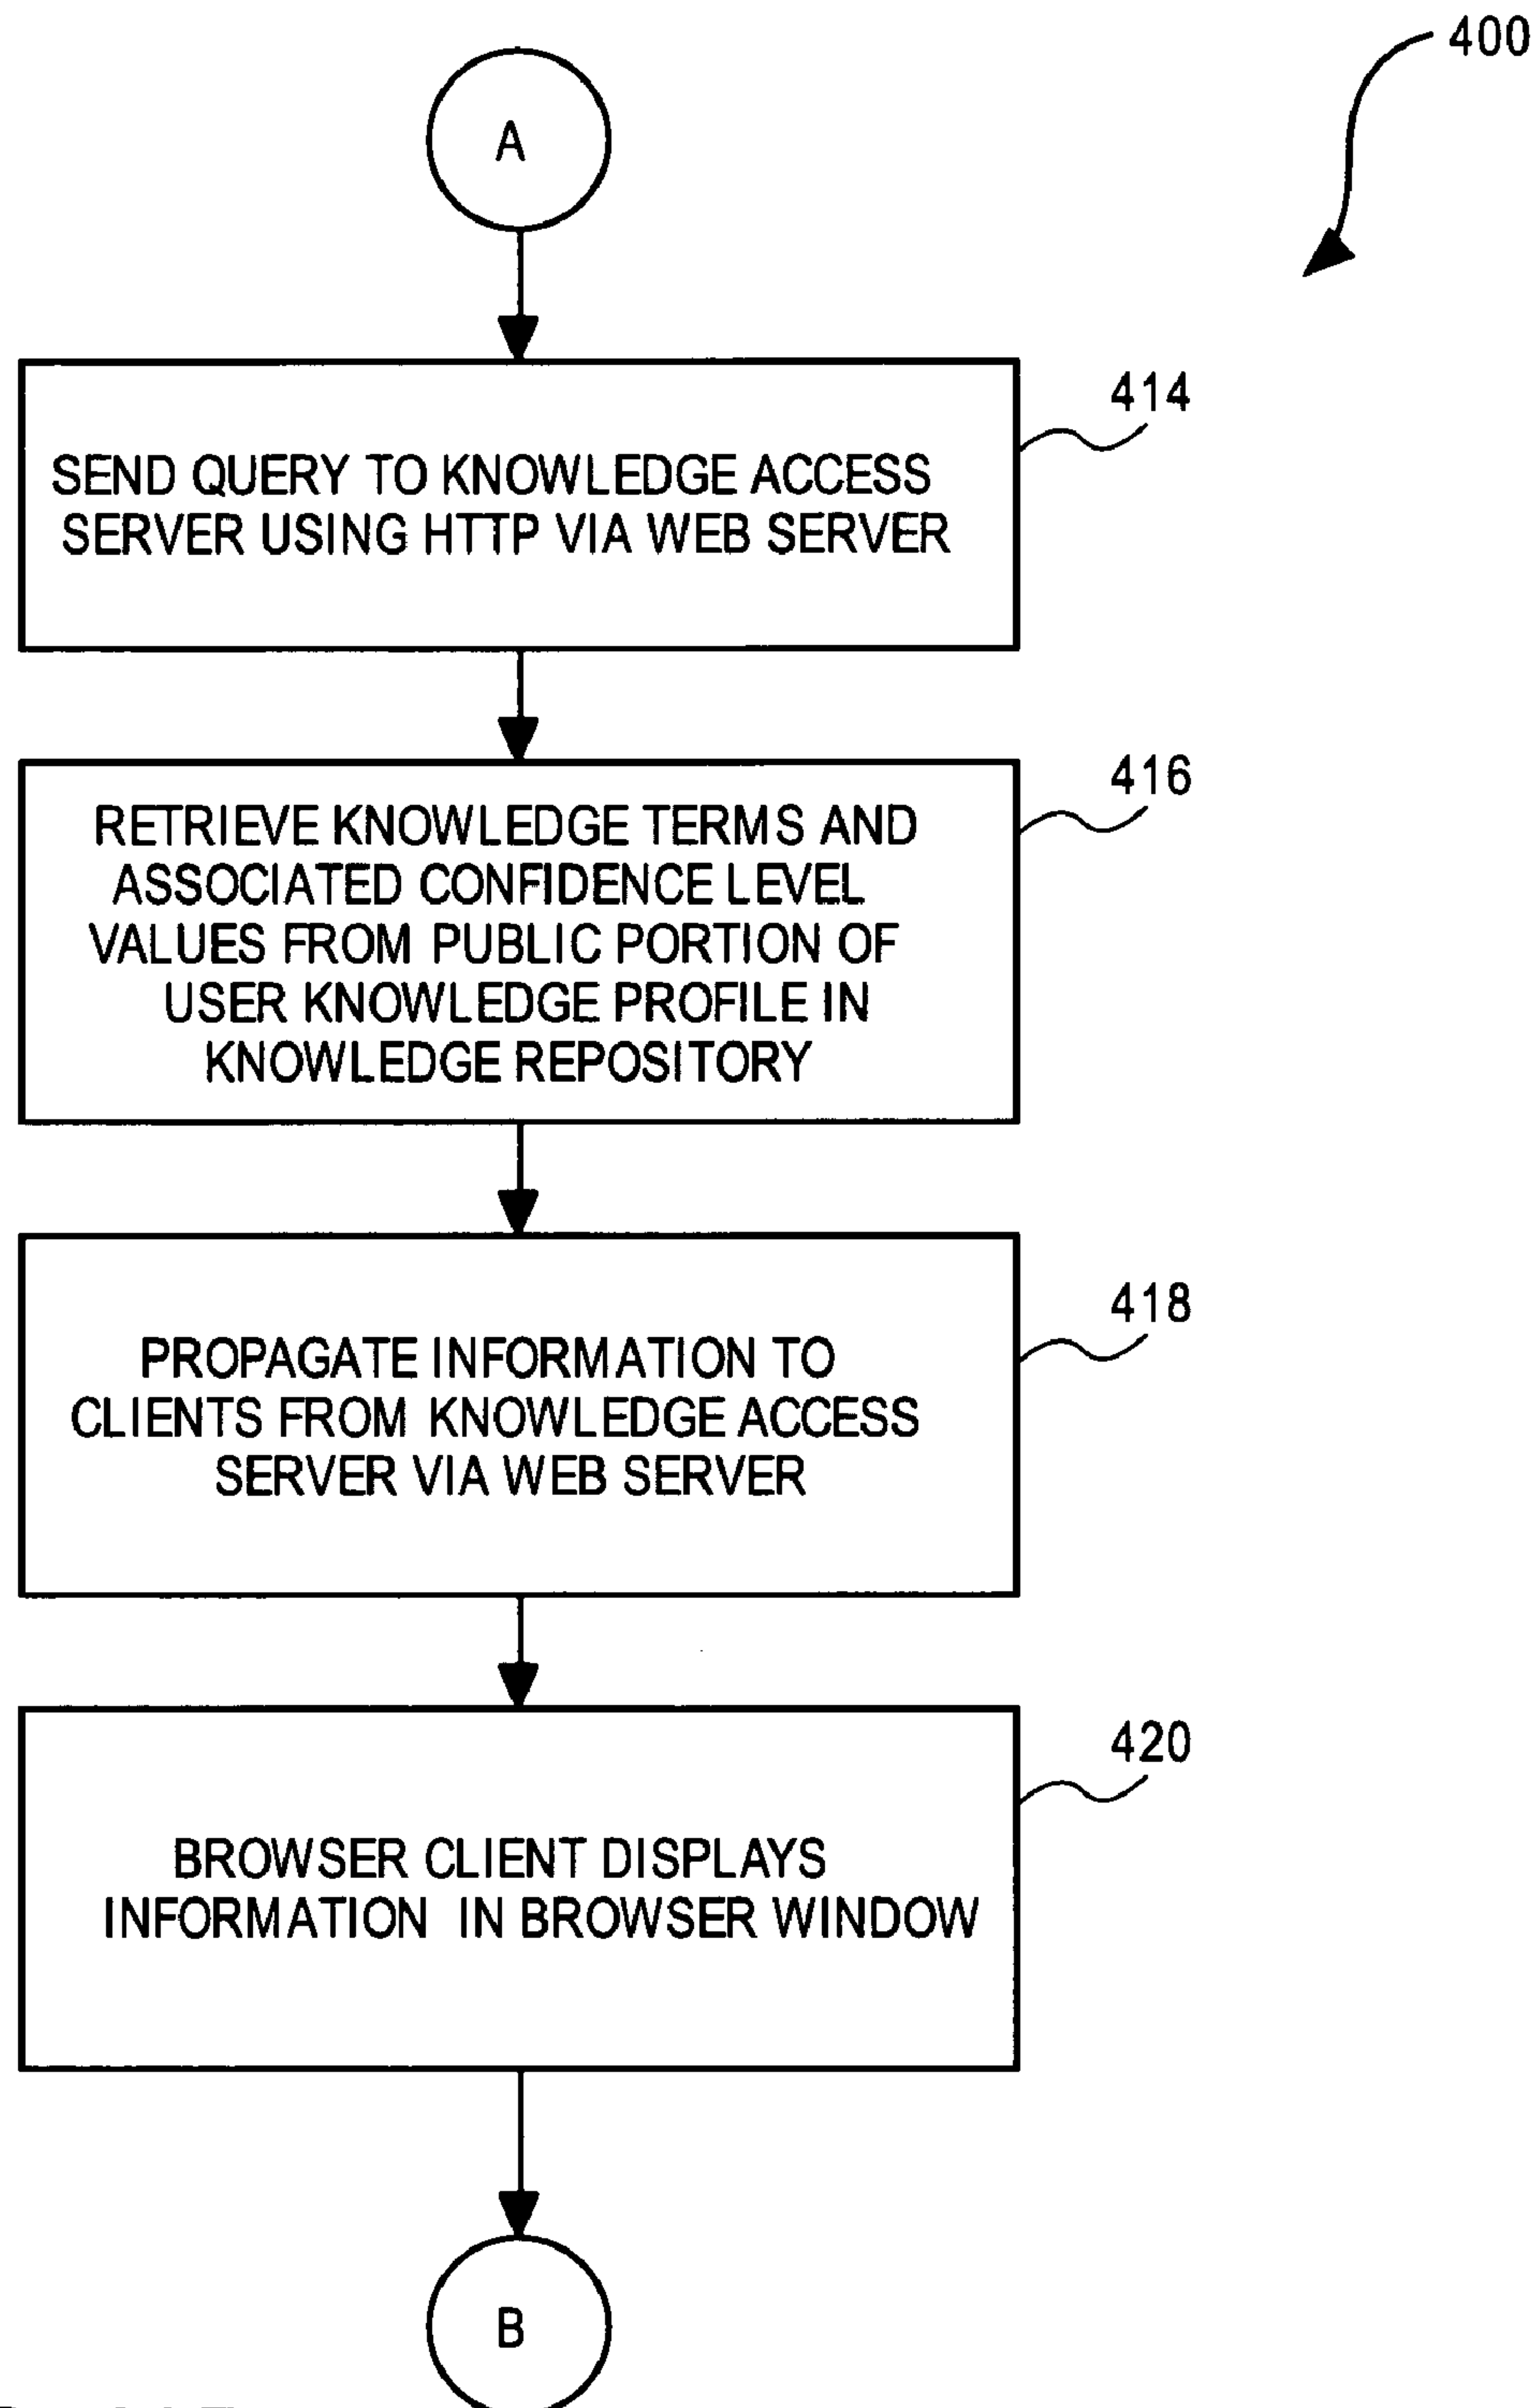 400
A
414
SEND QUERY TO KNOWLEDGE ACCESS
SERVER USING HTTP VIA WEB SERVER
416
RETRIEVE KNOWLEDGE TERMS AND
ASSOCIATED CONFIDENCE LEVEL
VALUES FROM PUBLIC PORTION OF
USER KNOWLEDGE PROFILE IN
KNOWLEDGE REPOSITORY
418
PROPAGATE INFORMATION TO
CLIENTS FROM KNOWLEDGE ACCESS
SERVER VIA WEB SERVER
420
BROWSER CLIENT DISPLAYS
INFORMATION IN BROWSER WINDOW
B